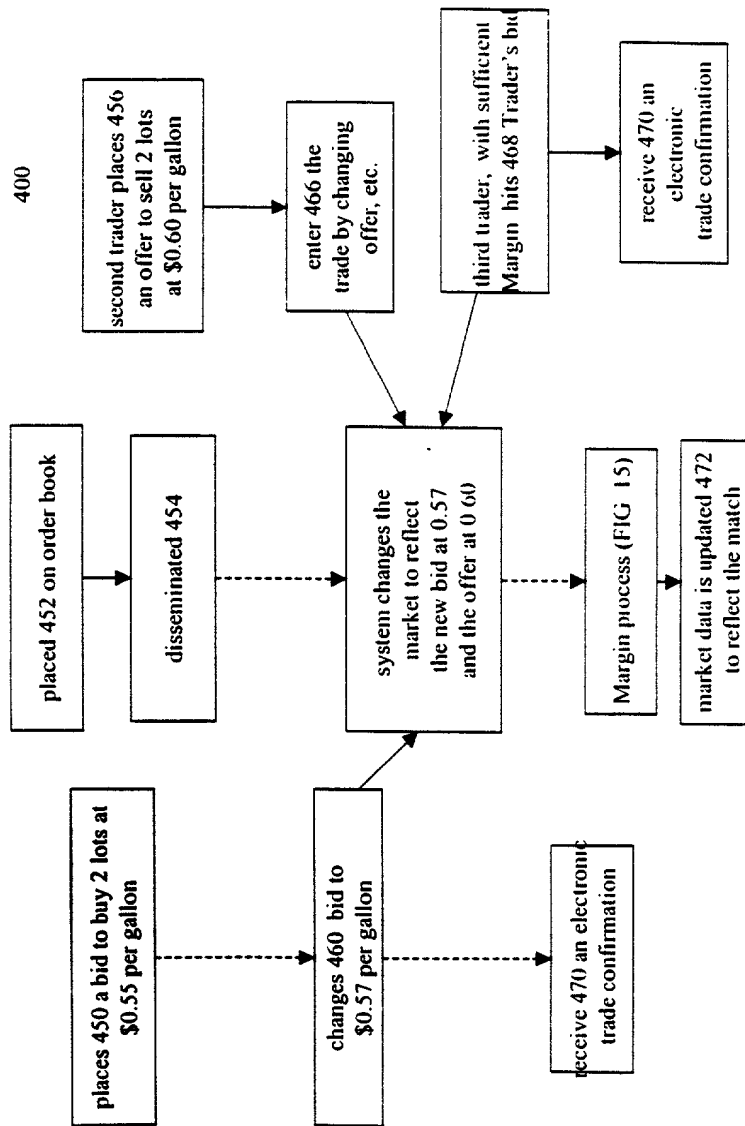 400
placed 452 on order book
disseminated 454
places 450 a bid to buy 2 lots at
$0.55 per gallon
second trader places 456
an offer to sell 2 lots
at $0.60 per gallon
enter 466 the
trade by changing
offer, etc.
changes 460 bid to
$0.57 per gallon
system changes the
market to reflect
the new bid at 0.57
and the offer at 0 60
third trader, with sufficient
Margin hits 468 Trader's bid
receive 470 an electronic
trade confirmation
Margin process (FIG 15)
market data is updated 472
to reflect the match
receive 470 an
electronic
trade confirmation